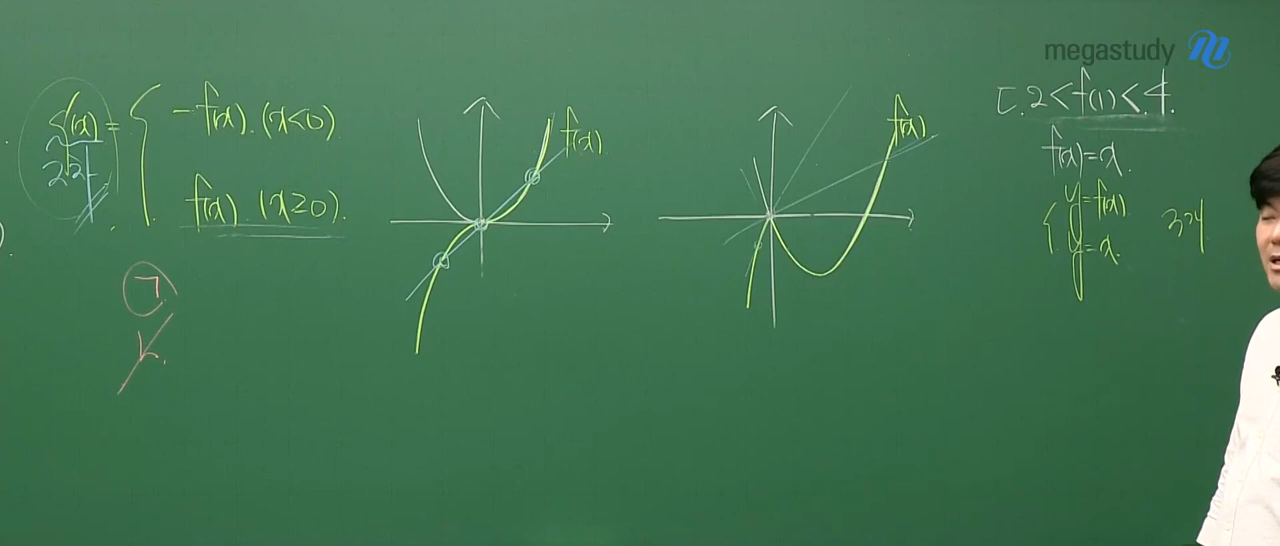 megastudy
f(x) = { -f(x). (x<0).
f(x). (x≥0).
ㄱ.
ㄴ.
f(x)
f(x)
ㄷ. 2<f(1)<4.
f(x)=x.
{ y=f(x)
y=x.
3개